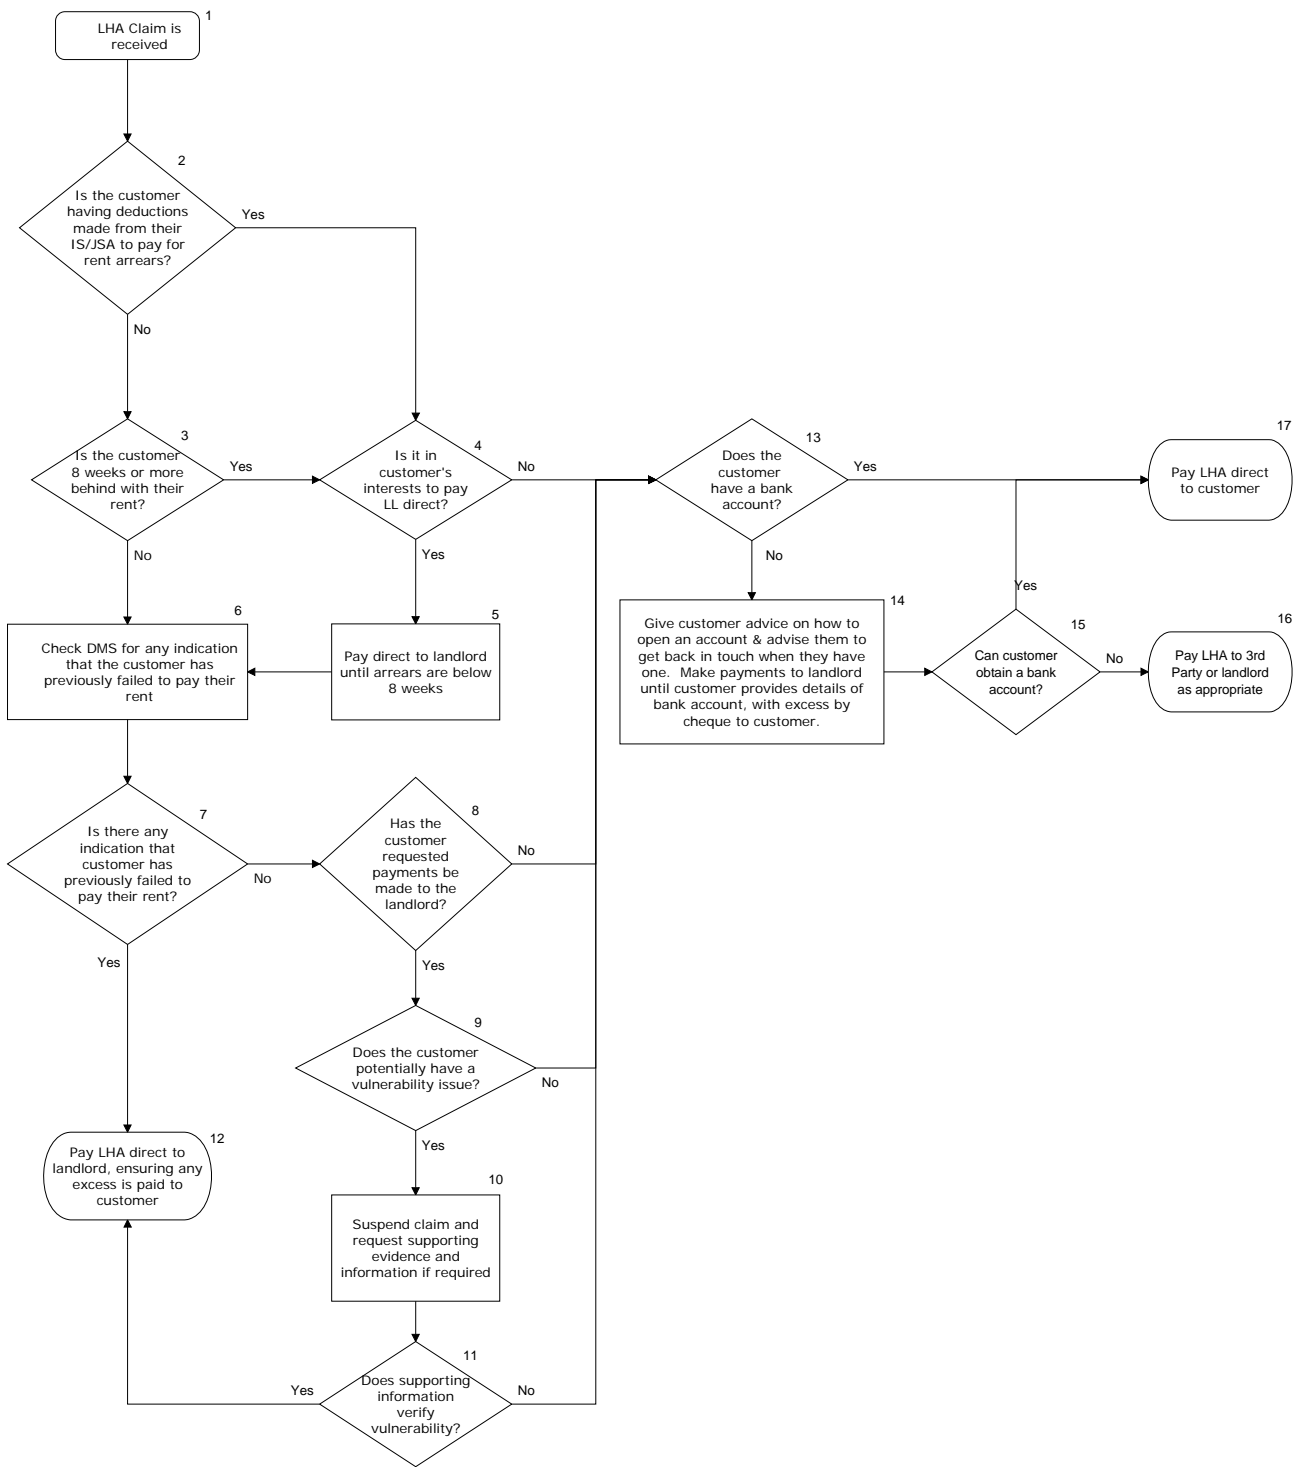 1
LHA Claim is
received
2
Is the customer
having deductions
made from their
IS/JSA to pay for
rent arrears?
Yes
No
3
Is the customer
8 weeks or more
behind with their
rent?
Yes
No
4
Is it in
customer's
interests to pay
LL direct?
No
Yes
13
Does the
customer
have a bank
account?
Yes
No
17
Pay LHA direct
to customer
6
Check DMS for any indication
that the customer has
previously failed to pay their
rent
5
Pay direct to landlord
until arrears are below
8 weeks
14
Give customer advice on how to
open an account & advise them to
get back in touch when they have
one.  Make payments to landlord
until customer provides details of
bank account, with excess by
cheque to customer.
Yes
15
Can customer
obtain a bank
account?
No
16
Pay LHA to 3rd
Party or landlord
as appropriate
7
Is there any
indication that
customer has
previously failed to
pay their rent?
No
Yes
8
Has the
customer
requested
payments be
made to the
landlord?
No
Yes
9
Does the customer
potentially have a
vulnerability issue?
No
Yes
12
Pay LHA direct to
landlord, ensuring any
excess is paid to
customer
10
Suspend claim and
request supporting
evidence and
information if required
11
Does supporting
information
verify
vulnerability?
Yes
No